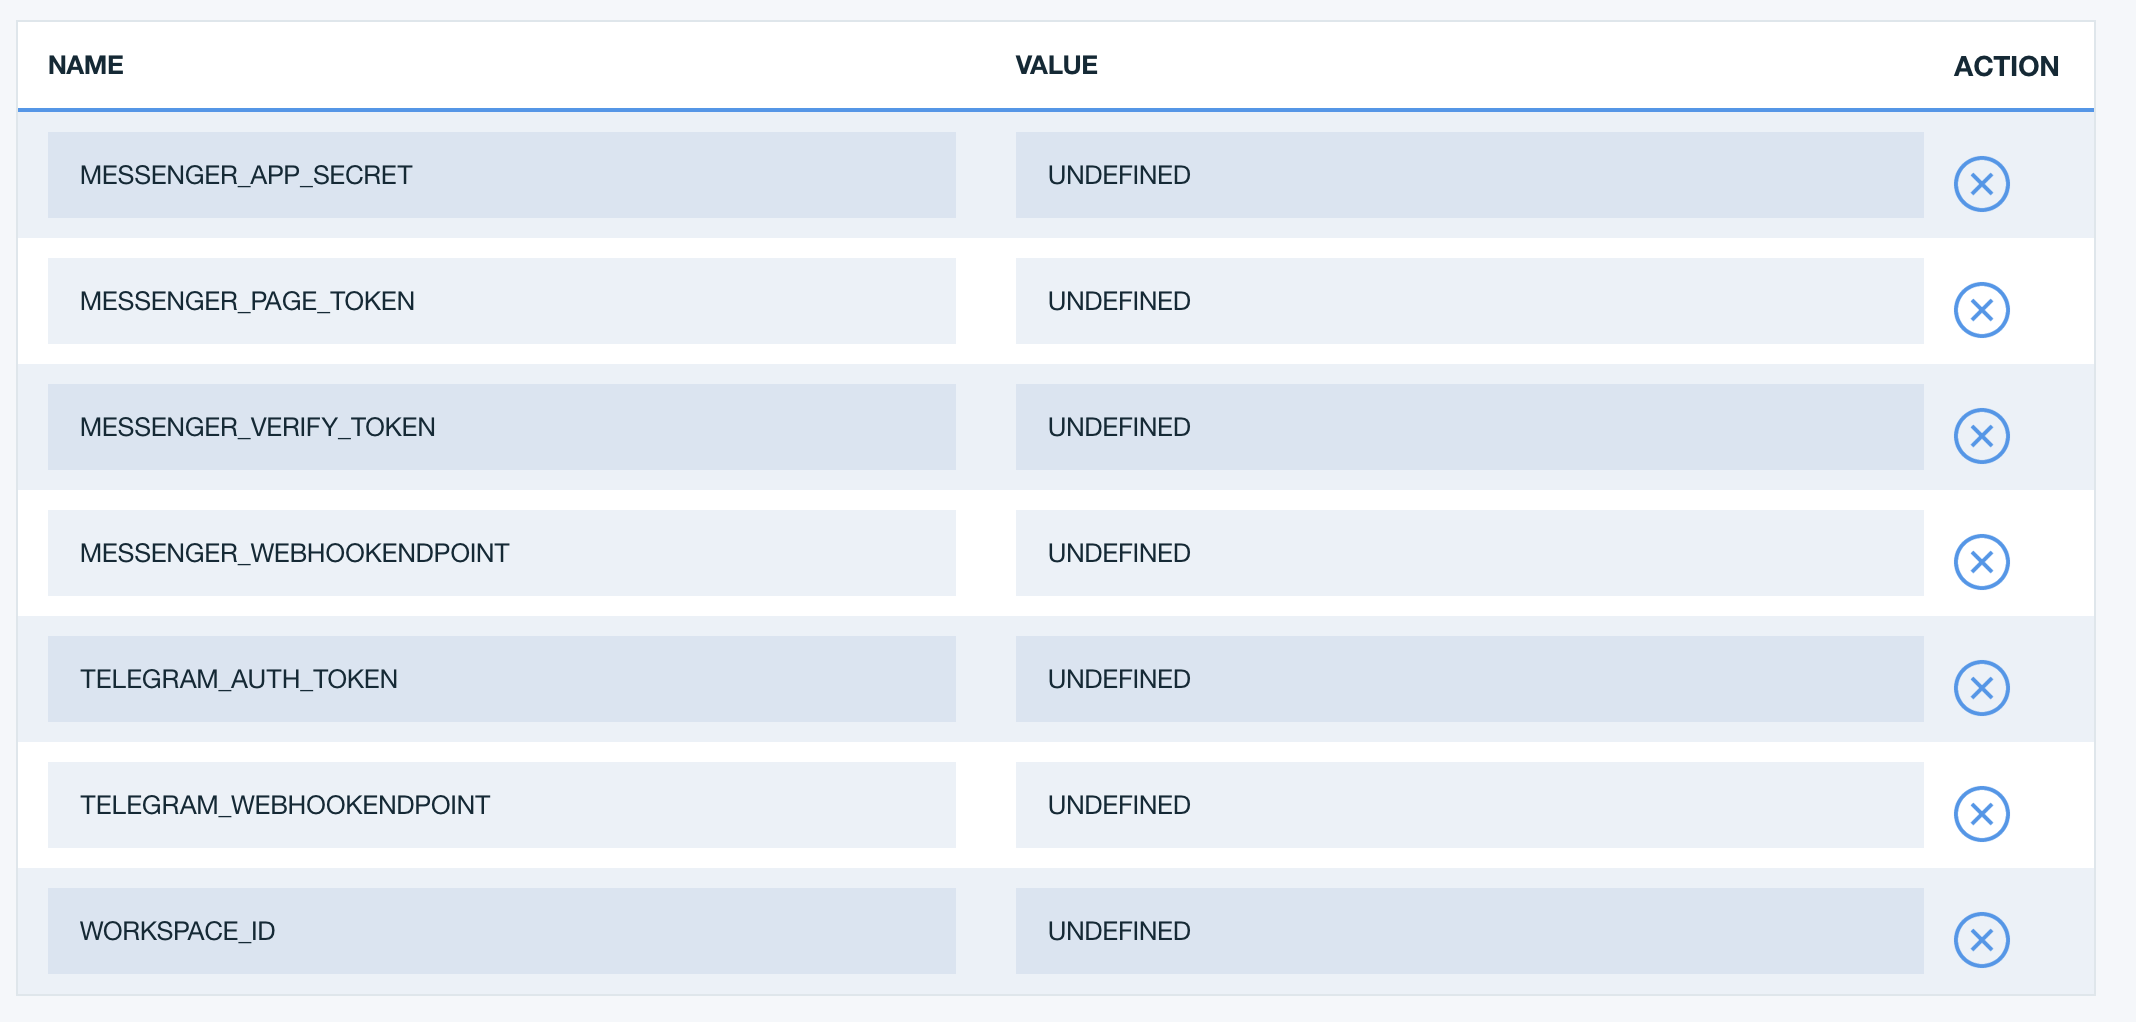 NAME VALUE ACTION
MESSENGER_APP_SECRET UNDEFINED
MESSENGER_PAGE_TOKEN UNDEFINED
MESSENGER_VERIFY_TOKEN UNDEFINED
MESSENGER_WEBHOOKENDPOINT UNDEFINED
TELEGRAM_AUTH_TOKEN UNDEFINED
TELEGRAM_WEBHOOKENDPOINT UNDEFINED
WORKSPACE_ID UNDEFINED